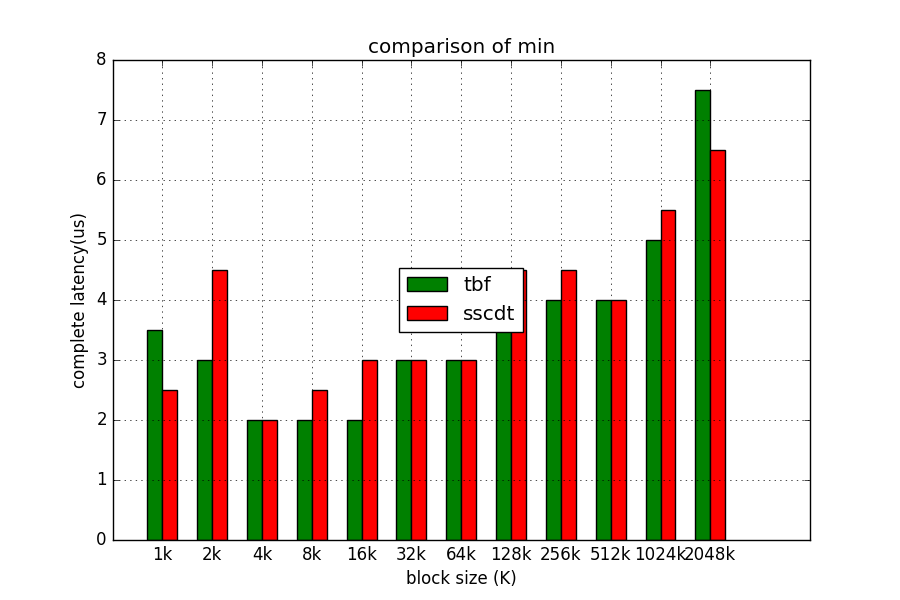 comparison of min
complete latency(us)
8
7
6
5
4
3
2
1
0
tbf
sscdt
1k 2k 4k 8k 16k 32k 64k 128k 256k 512k 1024k 2048k
block size (K)